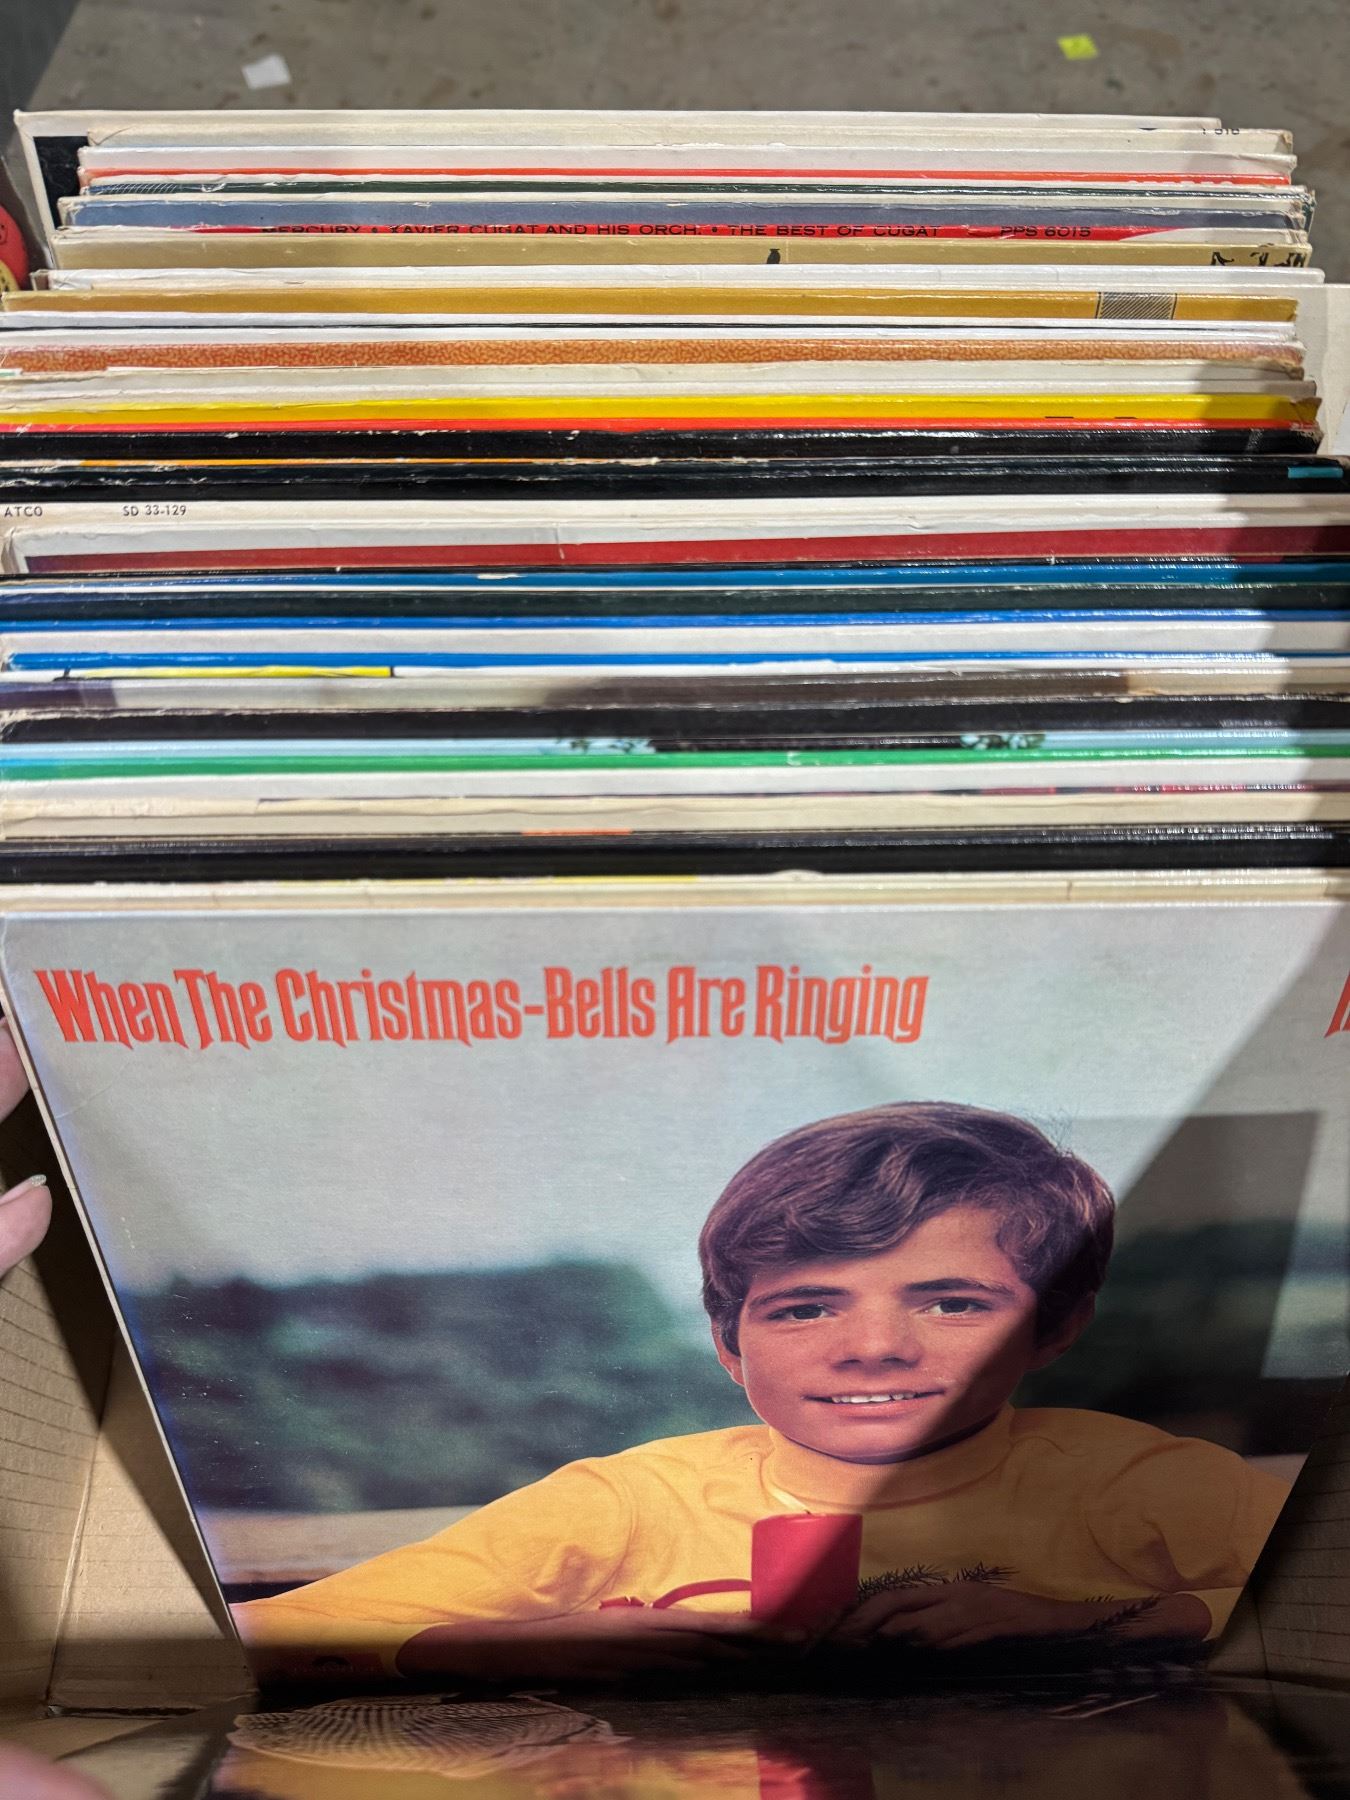 MERCURY • XAVIER CUGAT AND HIS ORCH. • THE BEST OF CUGAT PPS 6015
ATCO SD 33-129
When The Christmas-Bells Are Ringing